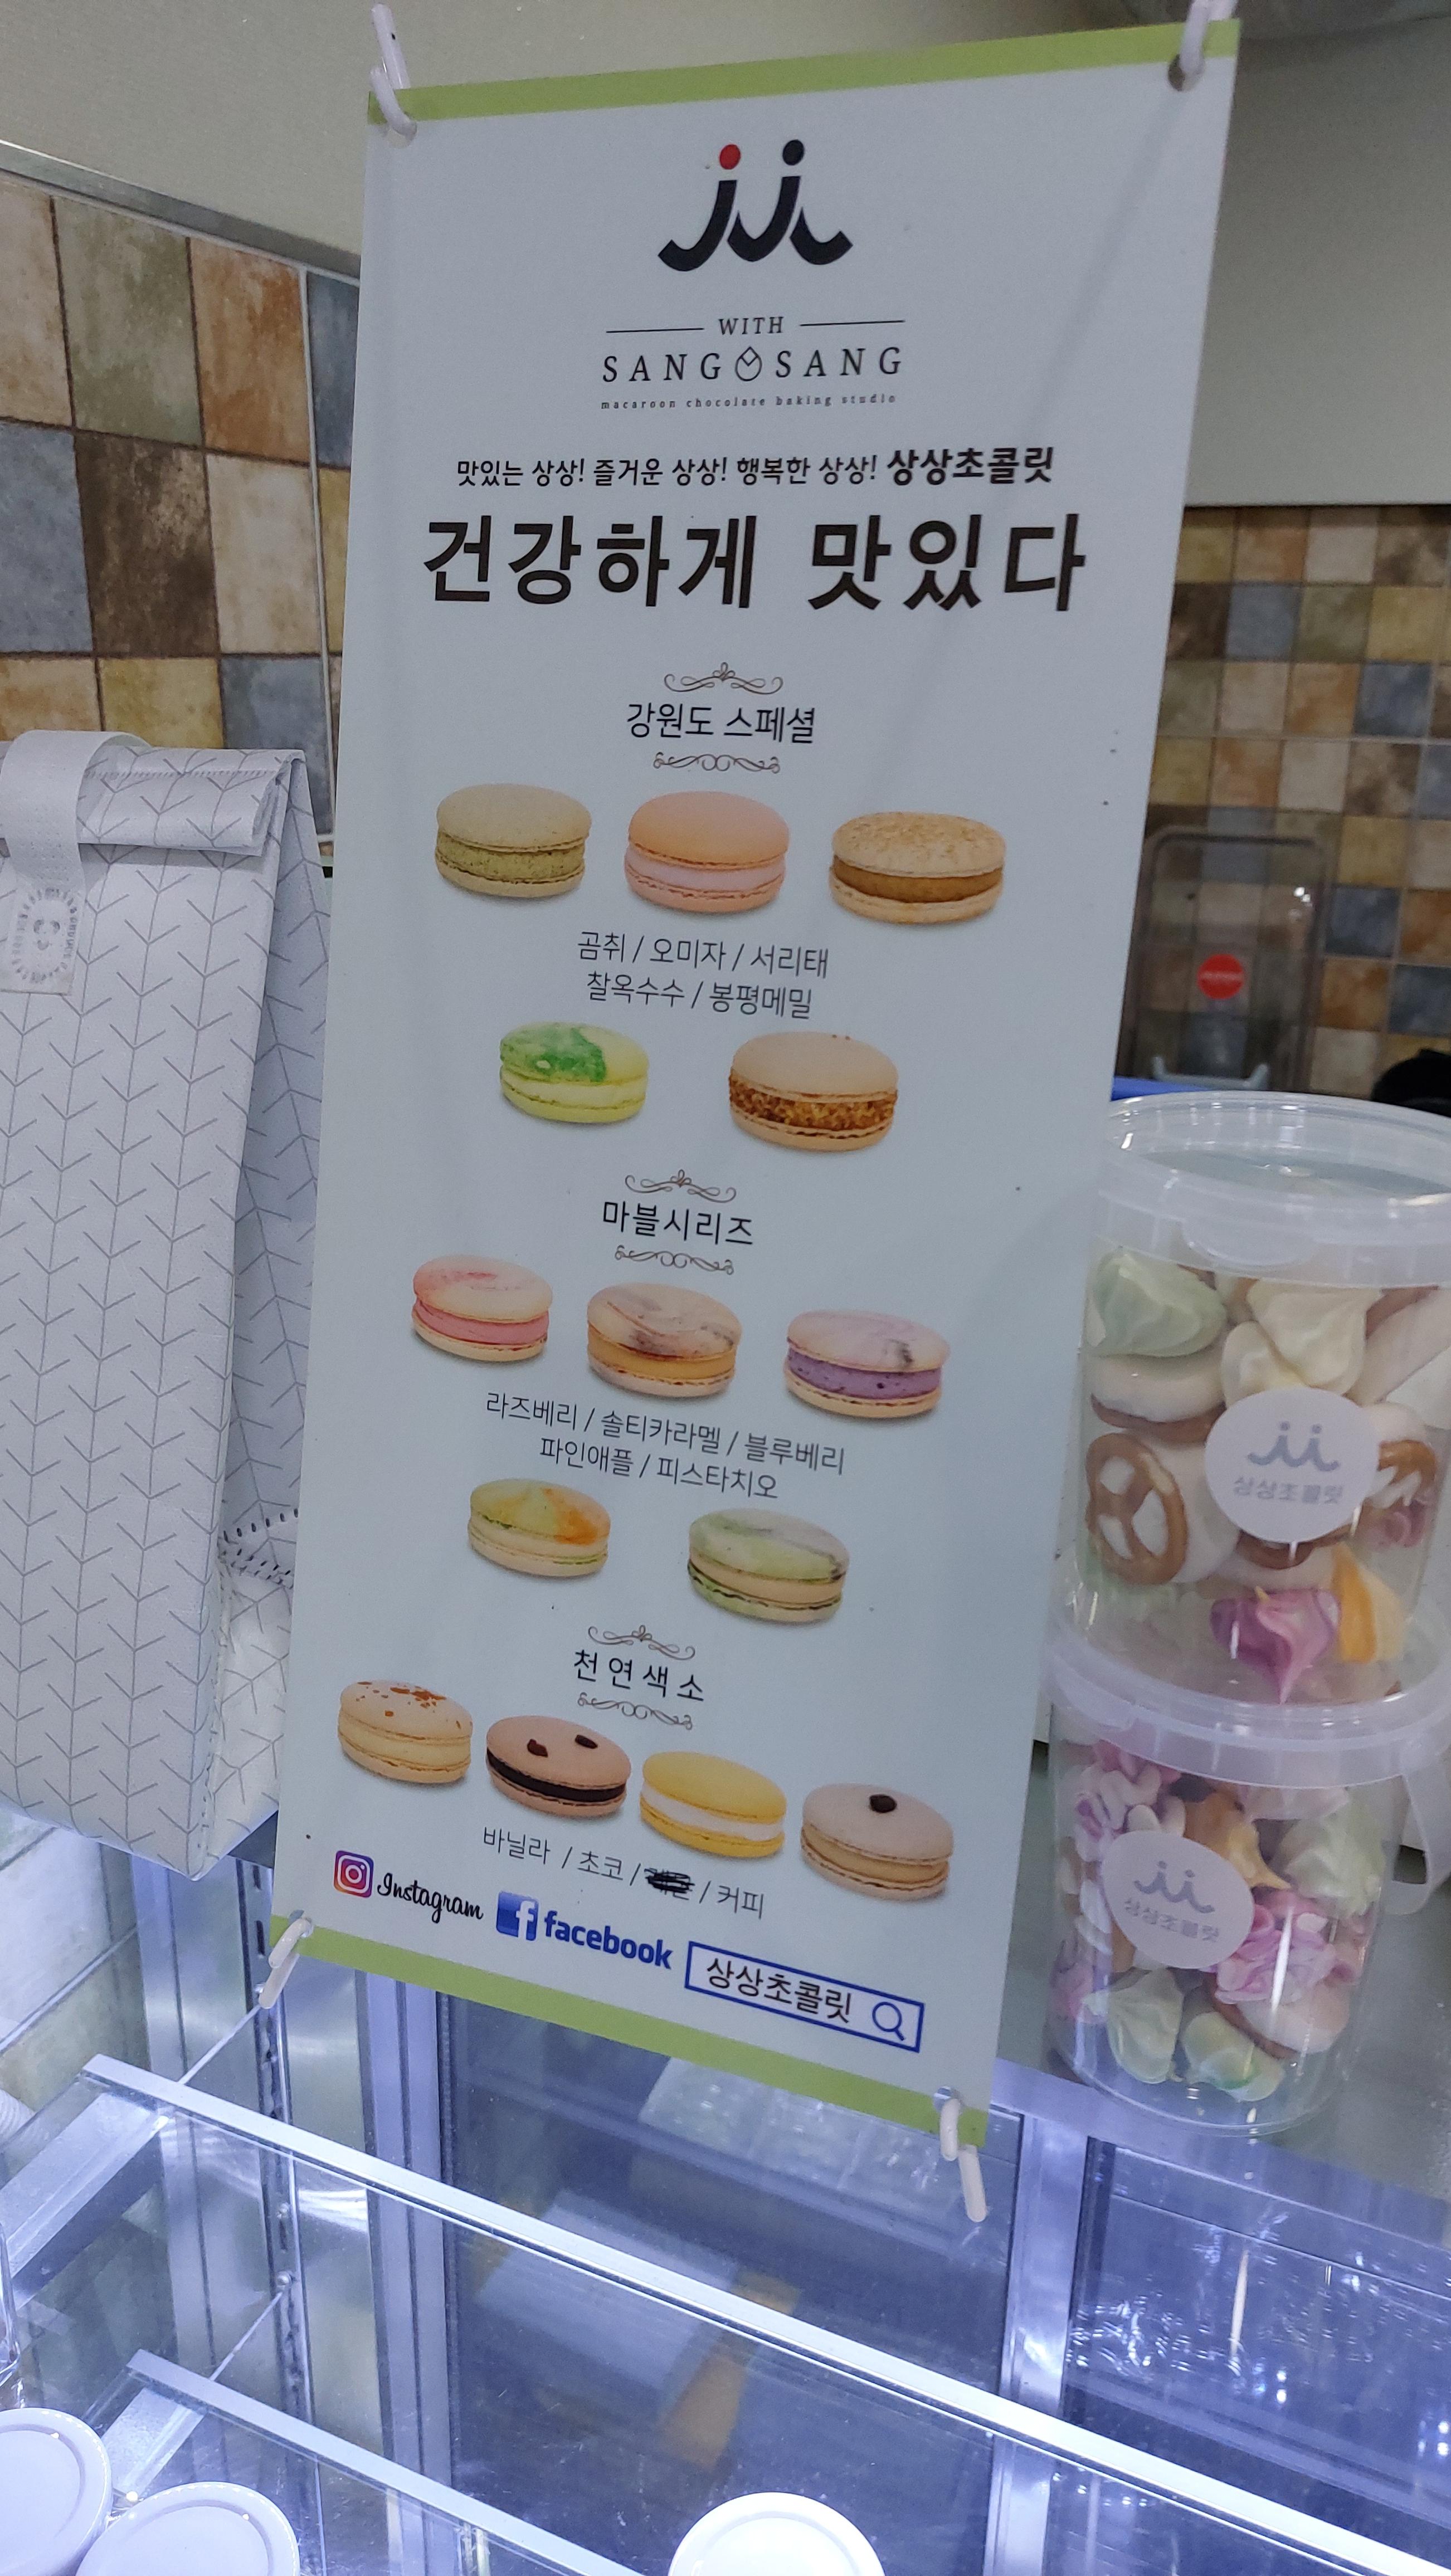 WITH
SANG SANG
macaroon chocolate baking studio
맛있는 상상! 즐거운 상상! 행복한 상상! 상상초콜릿
건강하게 맛있다
강원도 스페셜
곰취 / 오미자 / 서리태
찰옥수수 / 봉평메밀
마블시리즈
라즈베리 / 솔티카라멜 / 블루베리
파인애플 / 피스타치오
천연색소
바닐라 / 초코 / / 커피
Instagram facebook 상상초콜릿
상상초콜릿
상상초콜릿